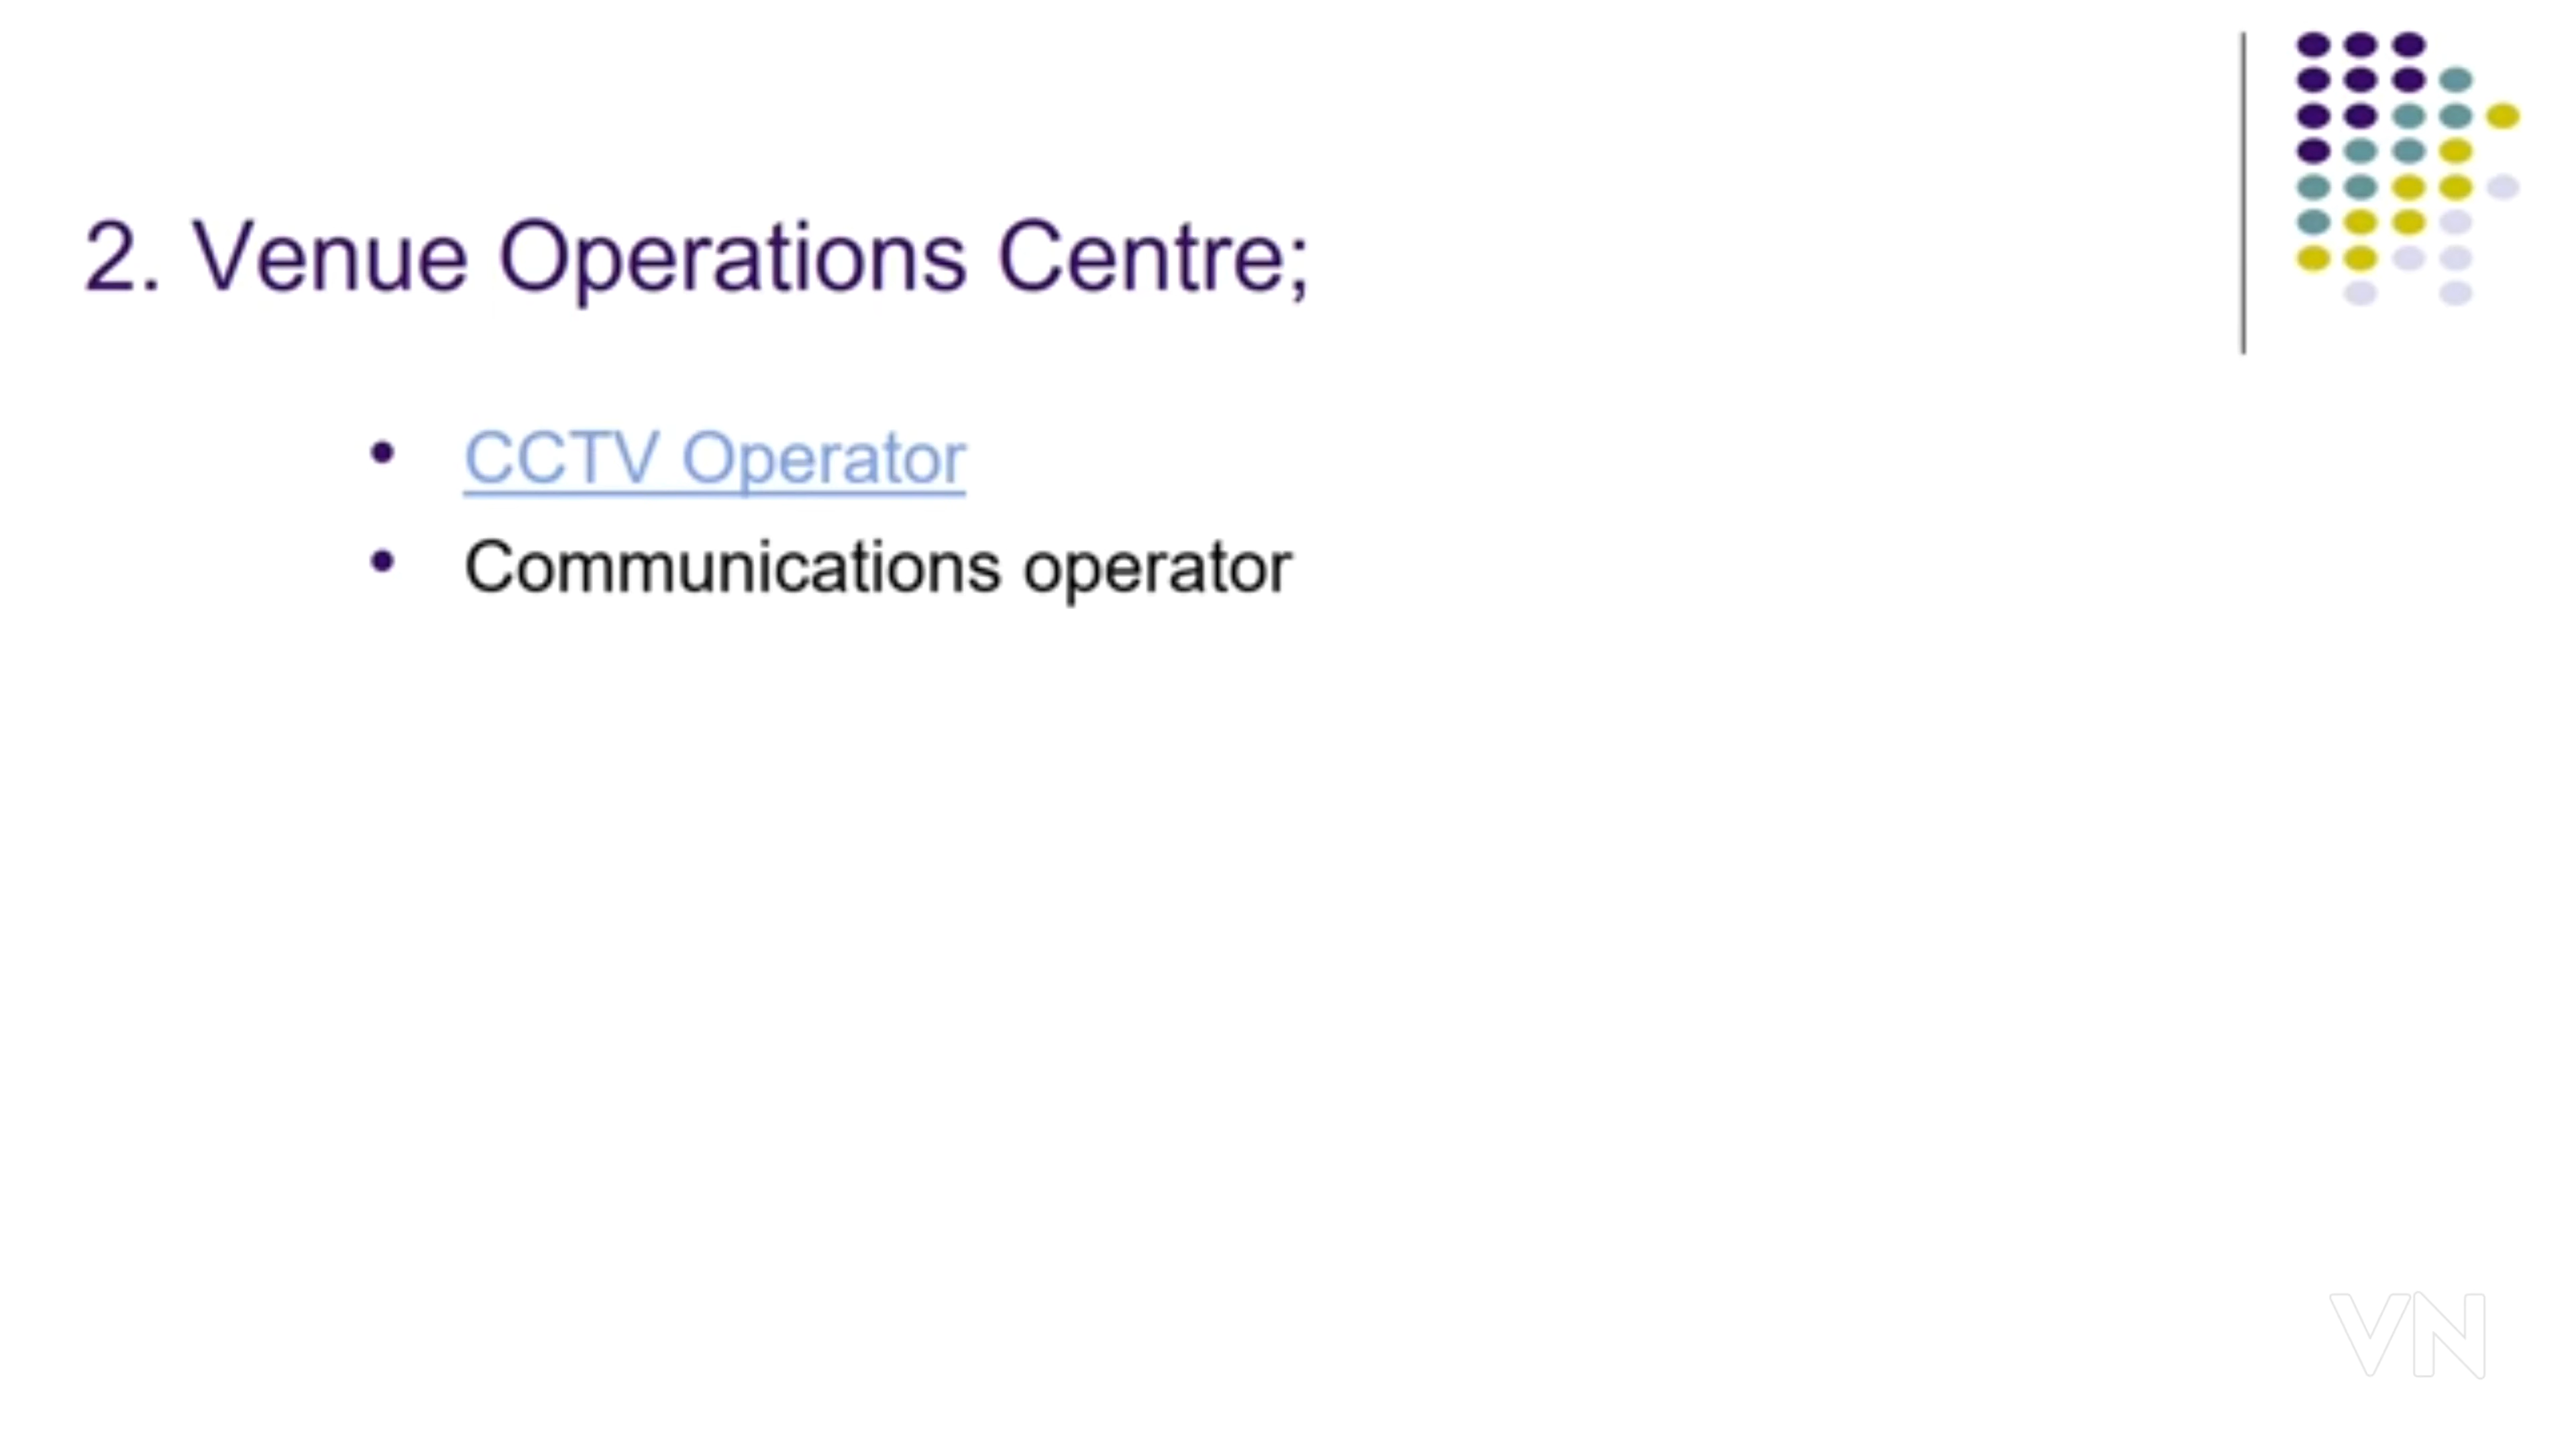 2. Venue Operations Centre;
• CCTV Operator
• Communications operator
VN